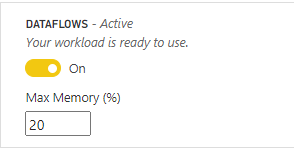 DATAFLOWS - Active
Your workload is ready to use.
On
Max Memory (%)
20